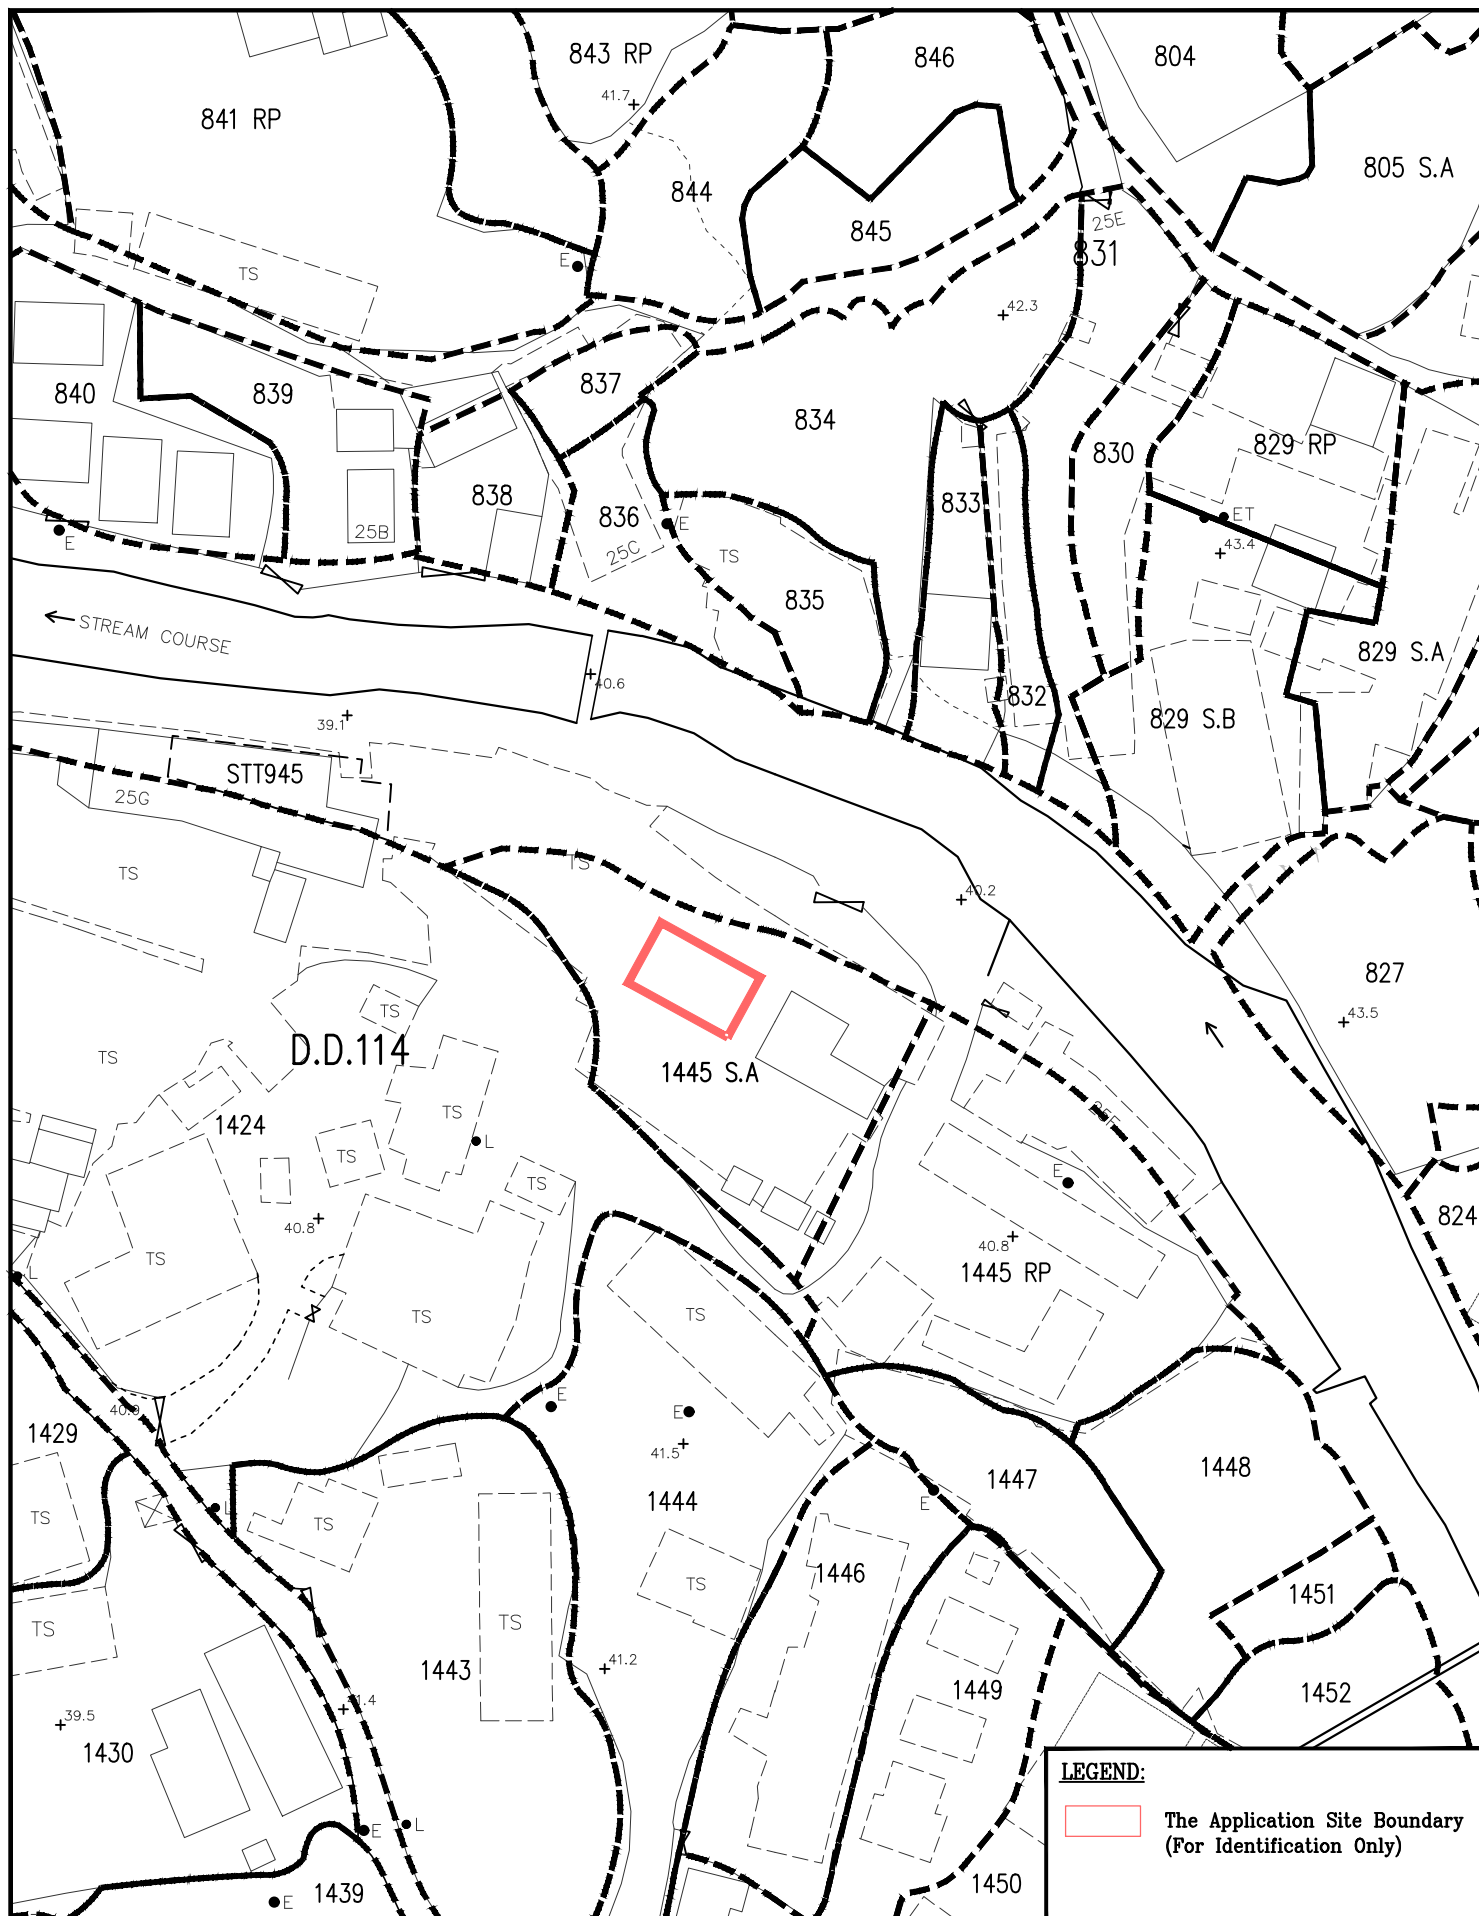 843 RP
846
804
41.7
841 RP
805 S.A
844
845
25E
831
E
TS
42.3
840
839
837
834
830
829 RP
838
836
833
25B
E
25C
TS
ET
43.4
E
835
STREAM COURSE
829 S.A
40.6
832
829 S.B
39.1
STT945
25G
TS
TS
40.2
827
43.5
TS
D.D.114
TS
1445 S.A
TS
1424
L
TS
TS
E
824
40.8
40.8
TS
1445 RP
L
TS
TS
E
E
1429
41.5
1447
1448
1444
E
L
TS
TS
1446
TS
1451
TS
TS
1443
41.2
1449
1452
39.5
1430
LEGEND:
The Application Site Boundary
(For Identification Only)
E
L
1439
1450
E